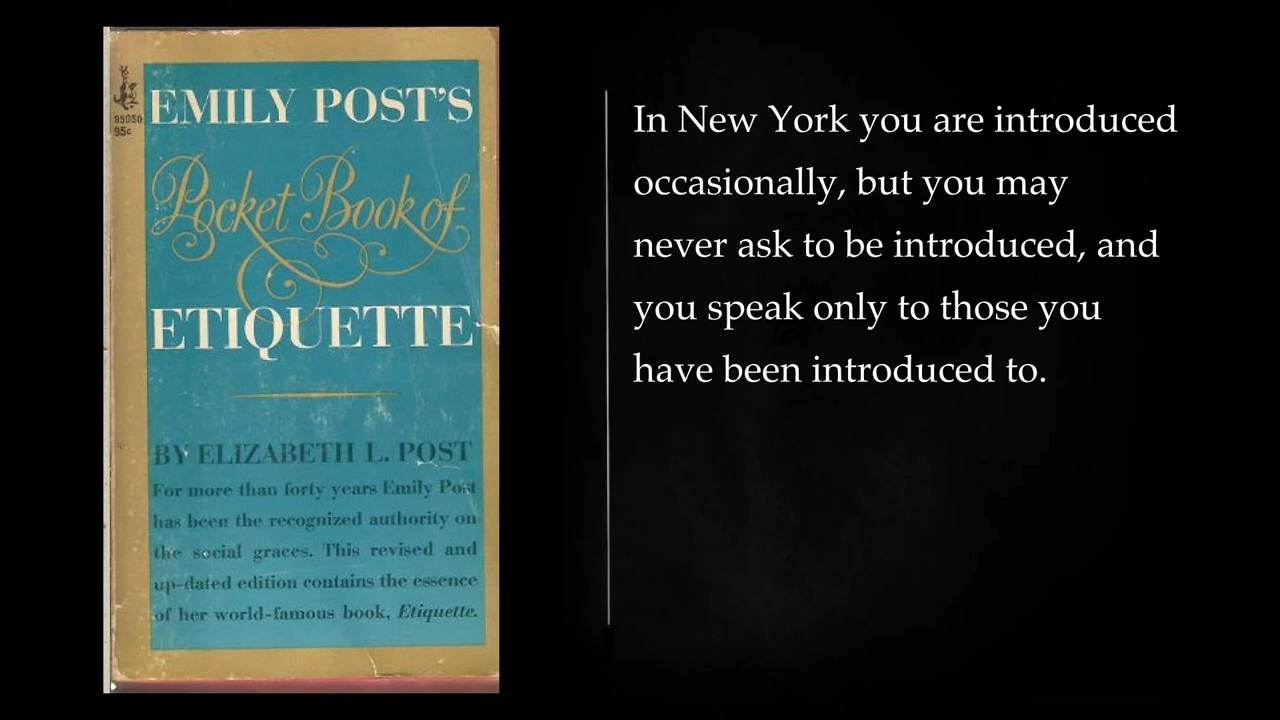 EMILY POST'S
95050
95c
Pocket Book of
ETIQUETTE
BY ELIZABETH L. POST
For more than forty years Emily Post
has been the recognized authority on
the social graces. This revised and
up-dated edition contains the essence
of her world-famous book, Etiquette.
In New York you are introduced
occasionally, but you may
never ask to be introduced, and
you speak only to those you
have been introduced to.